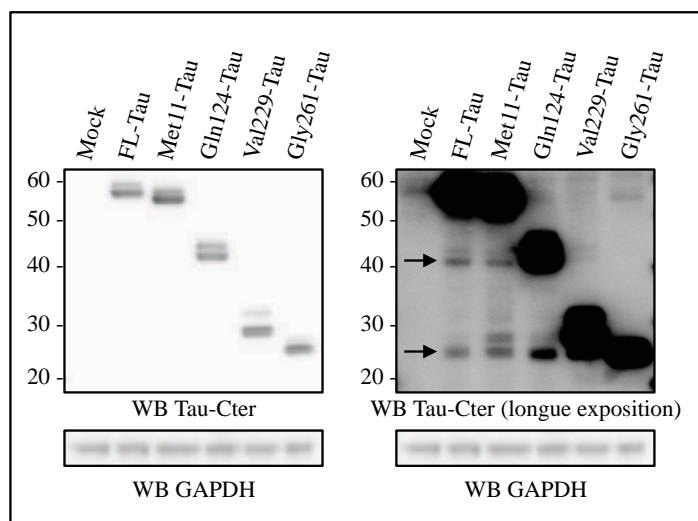 Mock FL-Tau Met11-Tau Gln124-Tau Val229-Tau Gly261-Tau
60
50
40
30
20
WB Tau-Cter
WB GAPDH
Mock FL-Tau Met11-Tau Gln124-Tau Val229-Tau Gly261-Tau
60
50
40
30
20
WB Tau-Cter (longue exposition)
WB GAPDH